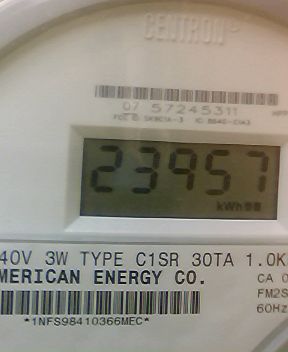 CENTRON
07 57245311
23957
kWh
40V 3W TYPE C1SR 30TA 1.0K
MERICAN ENERGY CO.
CA 0
FM2S
60Hz
*1NFS98410366MEC*